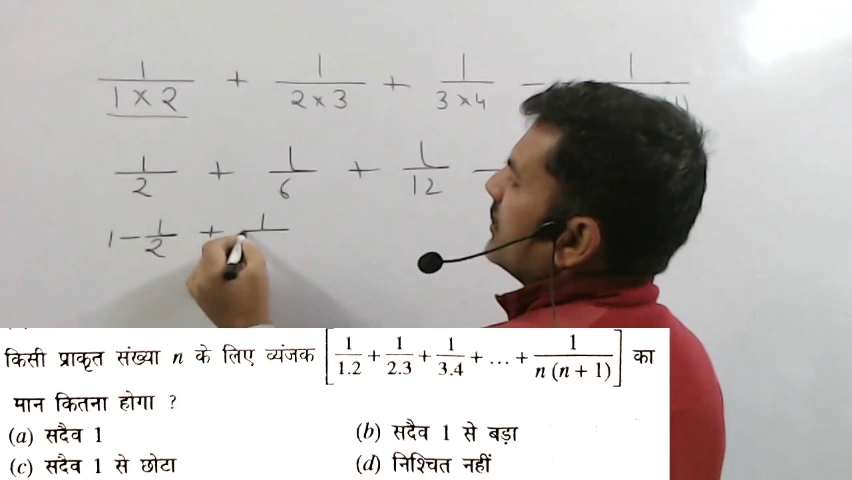 1/(1 × 2) + 1/(2 × 3) + 1/(3 × 4) - 1/
1/2 + 1/6 + 1/12 -
1 - 1/2 + 1/
किसी प्राकृत संख्या n के लिए व्यंजक [1/1.2 + 1/2.3 + 1/3.4 + ... + 1/n (n + 1)] का
मान कितना होगा ?
(a) सदैव 1 (b) सदैव 1 से बड़ा
(c) सदैव 1 से छोटा (d) निश्चित नहीं